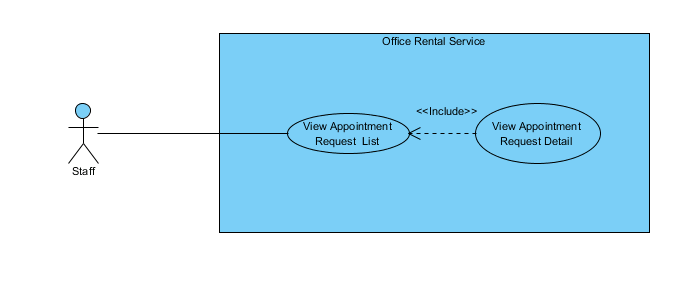 Office Rental Service
<<Include>>
View Appointment
Request List
View Appointment
Request Detail
Staff